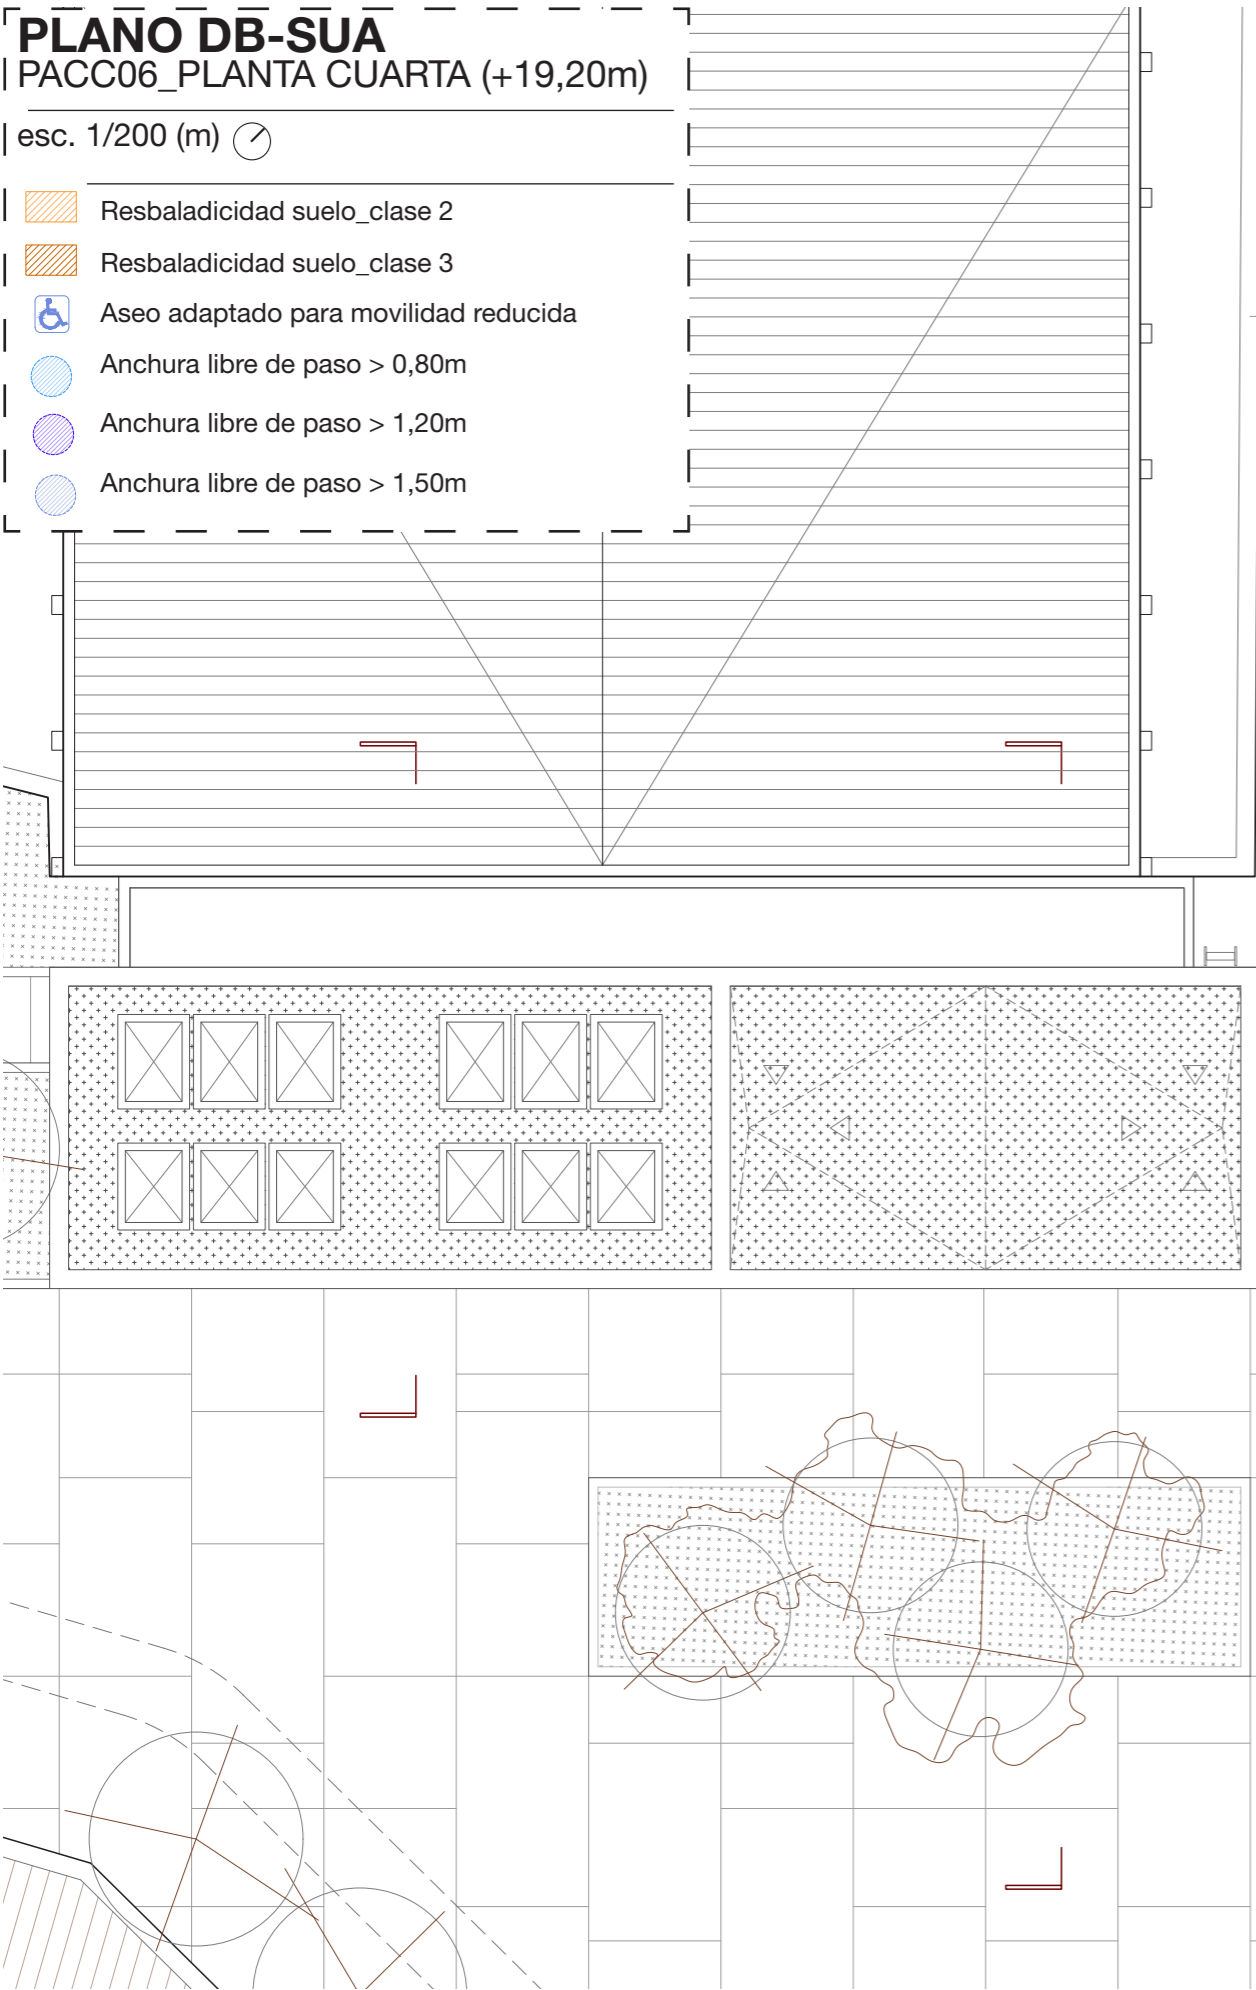 PLANO DB-SUA
PACC06_PLANTA CUARTA (+19,20m)
esc. 1/200 (m)
Resbaladicidad suelo_clase 2
Resbaladicidad suelo_clase 3
Aseo adaptado para movilidad reducida
Anchura libre de paso > 0,80m
Anchura libre de paso > 1,20m
Anchura libre de paso > 1,50m